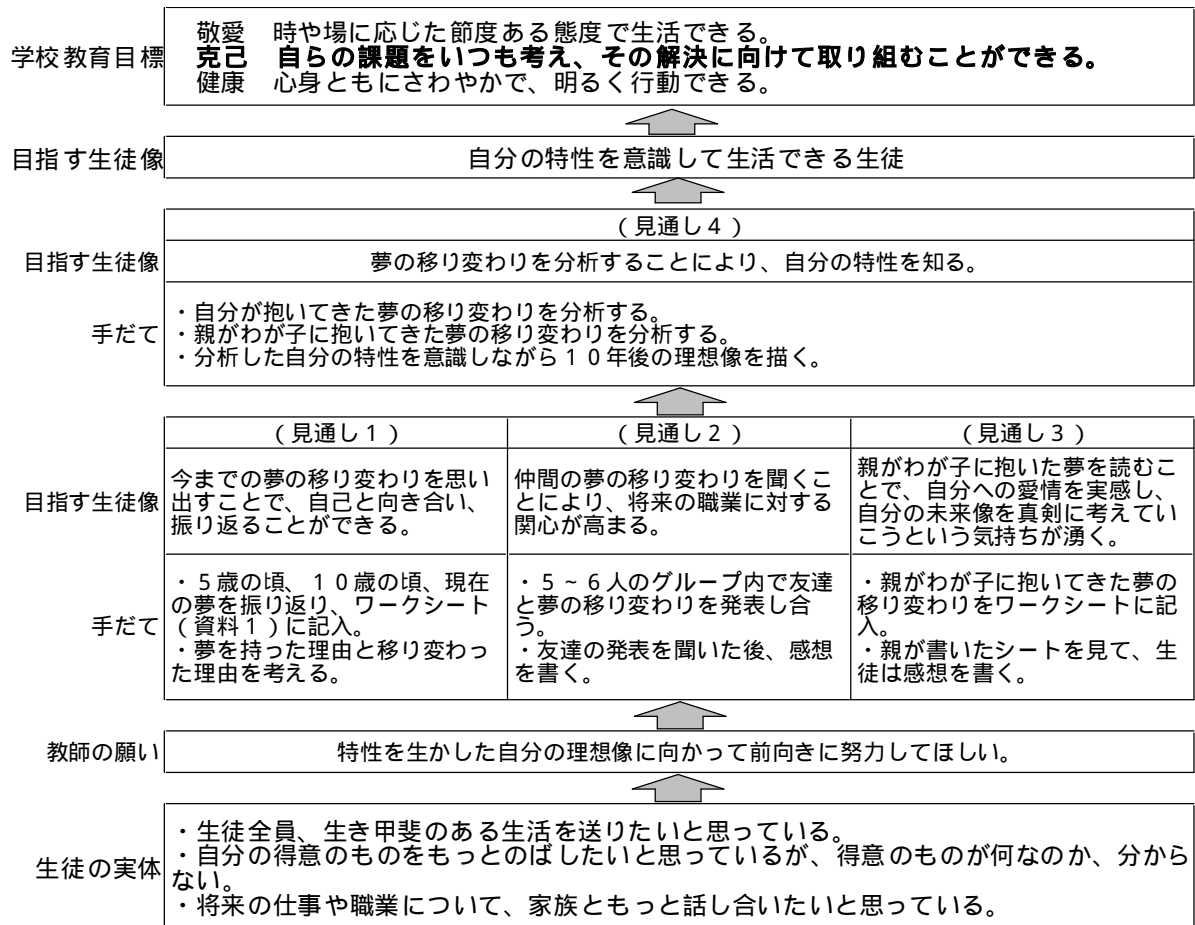 学校教育目標
敬愛 時や場に応じた節度ある態度で生活できる。
克己 自らの課題をいつも考え、その解決に向けて取り組むことができる。
健康 心身ともにさわやかで、明るく行動できる。
目指す生徒像
自分の特性を意識して生活できる生徒
(見通し4)
目指す生徒像
夢の移り変わりを分析することにより、自分の特性を知る。
手だて
・自分が抱いてきた夢の移り変わりを分析する。
・親がわが子に抱いてきた夢の移り変わりを分析する。
・分析した自分の特性を意識しながら10年後の理想像を描く。
(見通し1)
(見通し2)
(見通し3)
目指す生徒像
今までの夢の移り変わりを思い
出すことで、自己と向き合い、
振り返ることができる。
仲間の夢の移り変わりを聞くこ
とにより、将来の職業に対する
関心が高まる。
親がわが子に抱いた夢を読むこ
とで、自分への愛情を実感し、
自分の未来像を真剣に考えてい
こうという気持ちが湧く。
手だて
・5歳の頃、10歳の頃、現在
の夢を振り返り、ワークシート
(資料1)に記入。
・夢を持った理由と移り変わっ
た理由を考える。
・5~6人のグループ内で友達
と夢の移り変わりを発表し合
う。
・友達の発表を聞いた後、感想
を書く。
・親がわが子に抱いてきた夢の
移り変わりをワークシートに記
入。
・親が書いたシートを見て、生
徒は感想を書く。
教師の願い
特性を生かした自分の理想像に向かって前向きに努力してほしい。
生徒の実体
・生徒全員、生き甲斐のある生活を送りたいと思っている。
・自分の得意のものをもっとのばしたいと思っているが、得意のものが何なのか、分から
ない。
・将来の仕事や職業について、家族ともっと話し合いたいと思っている。